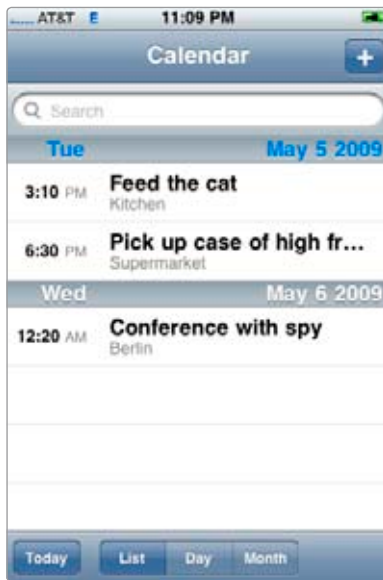 ..... AT&T E 11:09 PM
Calendar +
Search
Tue May 5 2009
3:10 PM Feed the cat
Kitchen
6:30 PM Pick up case of high fr...
Supermarket
Wed May 6 2009
12:20 AM Conference with spy
Berlin
Today List Day Month